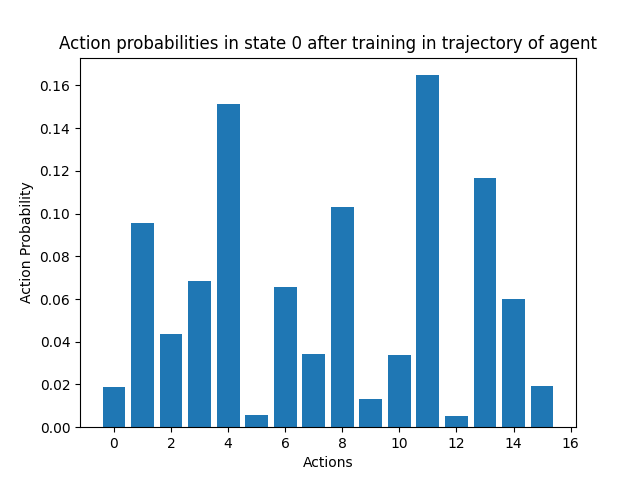 Action probabilities in state 0 after training in trajectory of agent
0.16
0.14
0.12
0.10
0.08
0.06
0.04
0.02
0.00
Action Probability
0 2 4 6 8 10 12 14 16
Actions